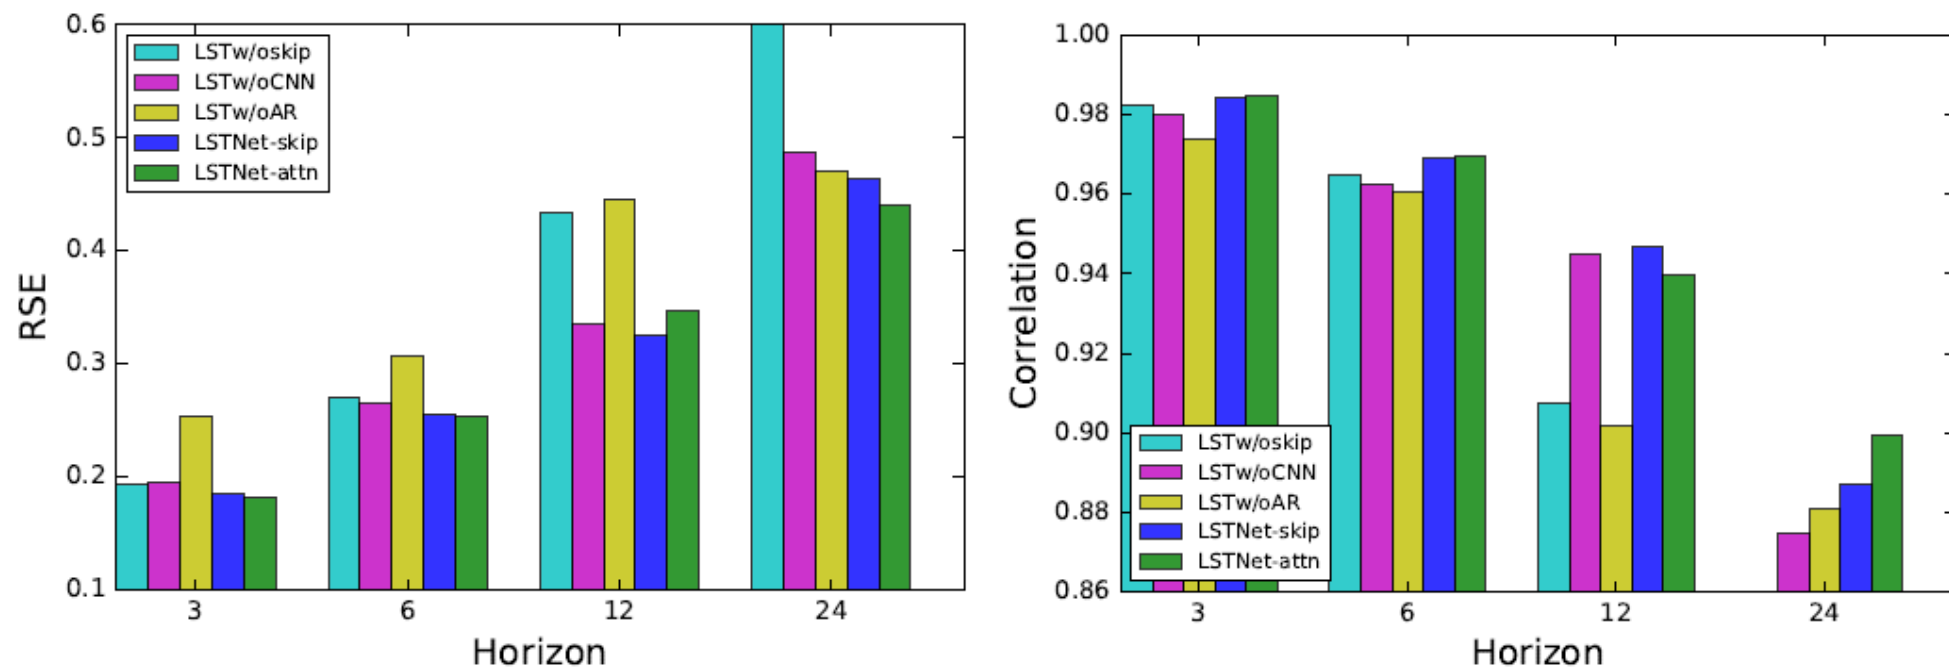 0.6
0.5
0.4
0.3
0.2
0.1
RSE
LSTw/oskip
LSTw/oCNN
LSTw/oAR
LSTNet-skip
LSTNet-attn
3 6 12 24
Horizon
1.00
0.98
0.96
0.94
0.92
0.90
0.88
0.86
Correlation
LSTw/oskip
LSTw/oCNN
LSTw/oAR
LSTNet-skip
LSTNet-attn
3 6 12 24
Horizon